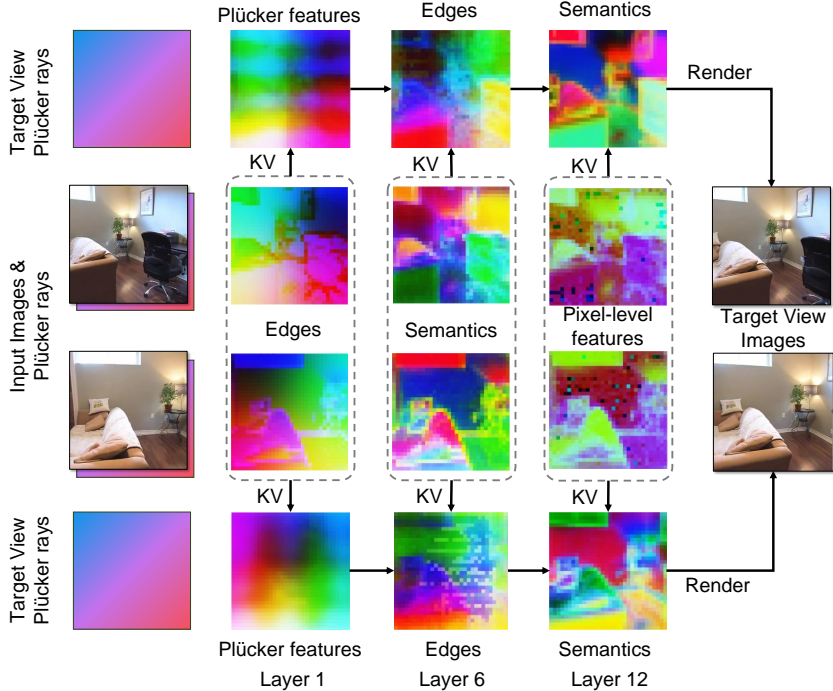 Plücker features
Edges
Semantics
Target View
Plücker rays
Render
KV
KV
KV
Input Images &
Plücker rays
Edges
Semantics
Pixel-level
features
Target View
Images
KV
KV
KV
Target View
Plücker rays
Render
Plücker features
Edges
Semantics
Layer 1
Layer 6
Layer 12